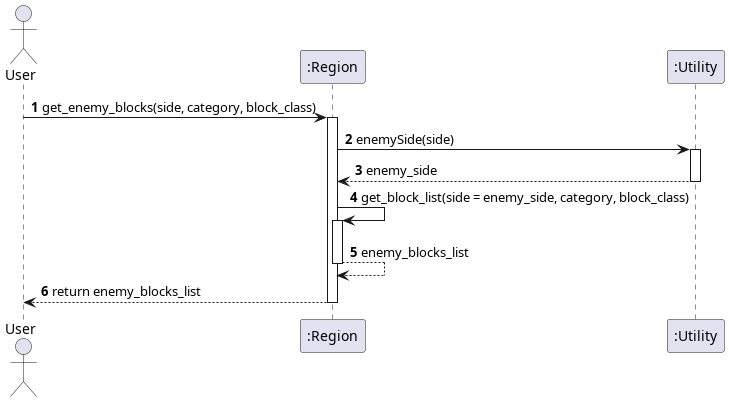 User
:Region
:Utility
1 get_enemy_blocks(side, category, block_class)
2 enemySide(side)
3 enemy_side
4 get_block_list(side = enemy_side, category, block_class)
5 enemy_blocks_list
6 return enemy_blocks_list
User
:Region
:Utility